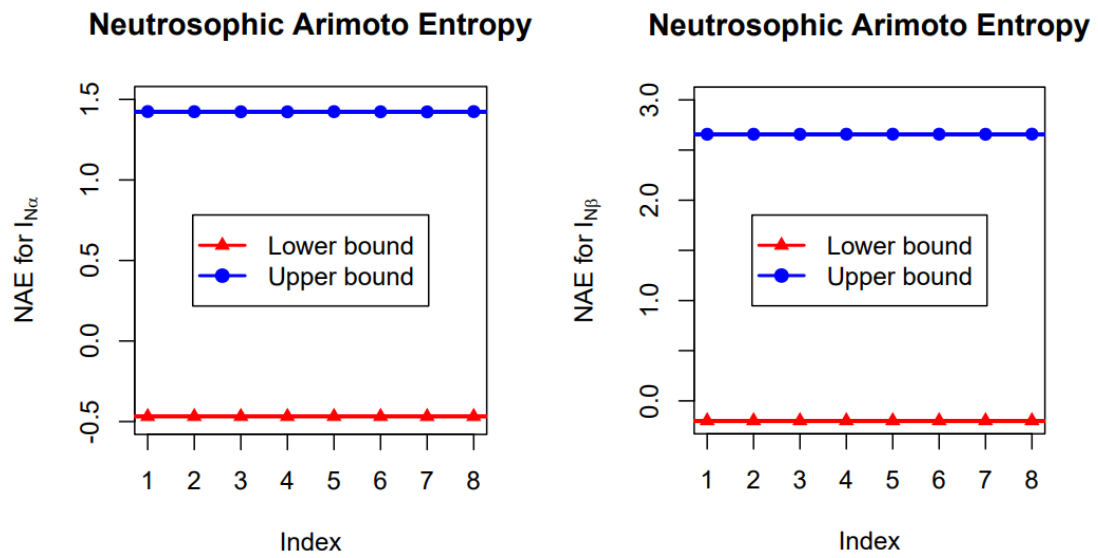 Neutrosophic Arimoto Entropy
NAE for I_Nα
1.5
1.0
0.5
0.0
-0.5
Lower bound
Upper bound
1 2 3 4 5 6 7 8
Index
Neutrosophic Arimoto Entropy
NAE for I_Nβ
3.0
2.0
1.0
0.0
Lower bound
Upper bound
1 2 3 4 5 6 7 8
Index